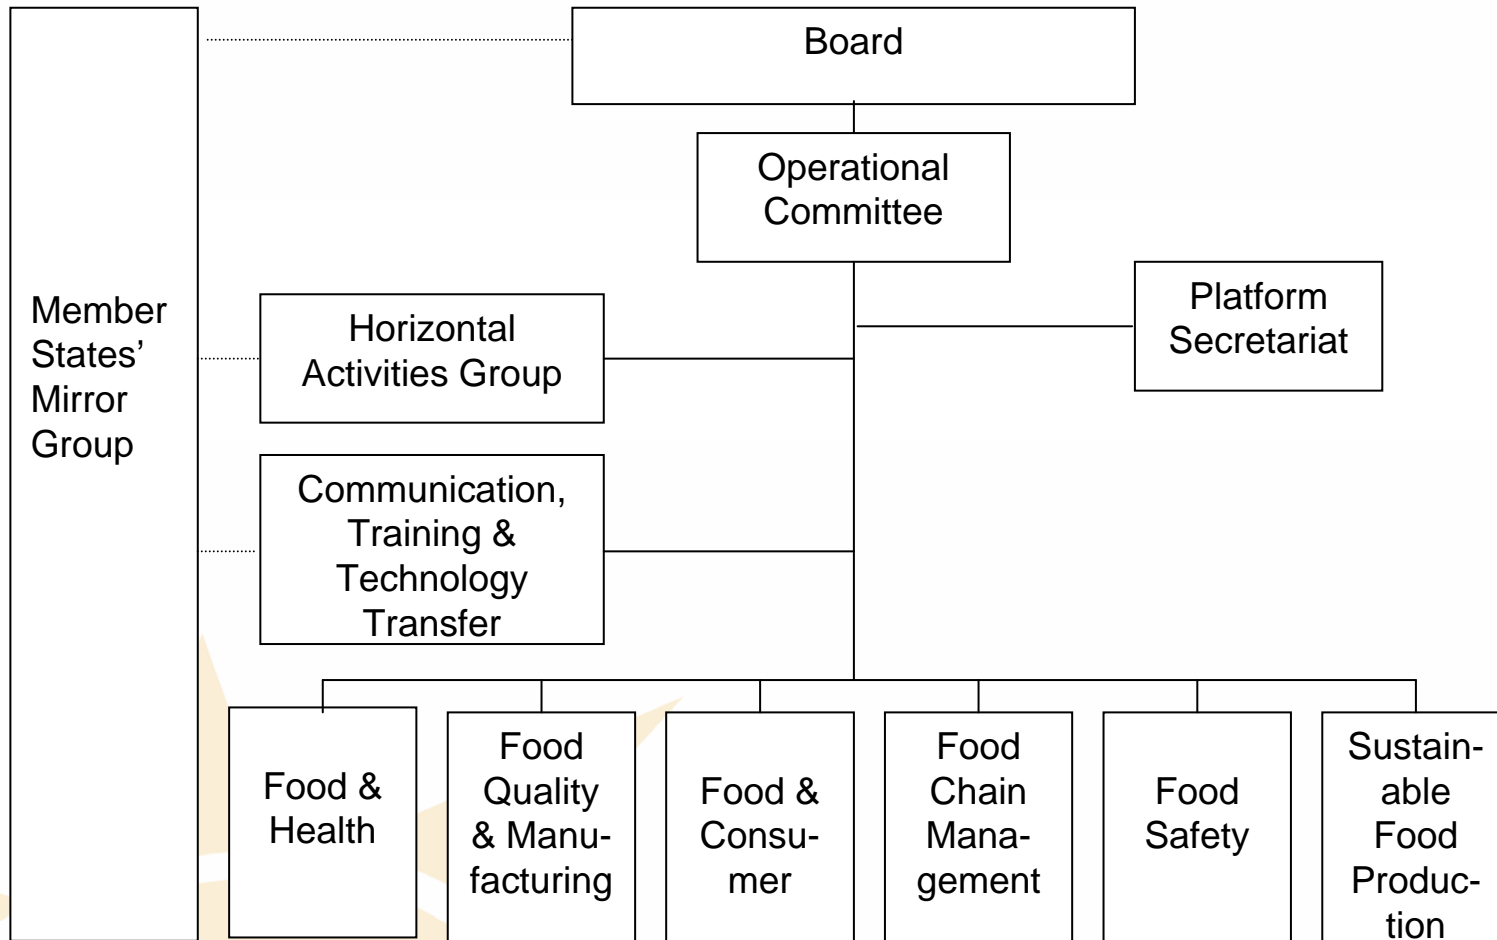 Board
Operational
Committee
Member
States’
Mirror
Group
Horizontal
Activities Group
Platform
Secretariat
Communication,
Training &
Technology
Transfer
Food &
Health
Food
Quality
& Manu-
facturing
Food &
Consu-
mer
Food
Chain
Mana-
gement
Food
Safety
Sustain-
able
Food
Produc-
tion